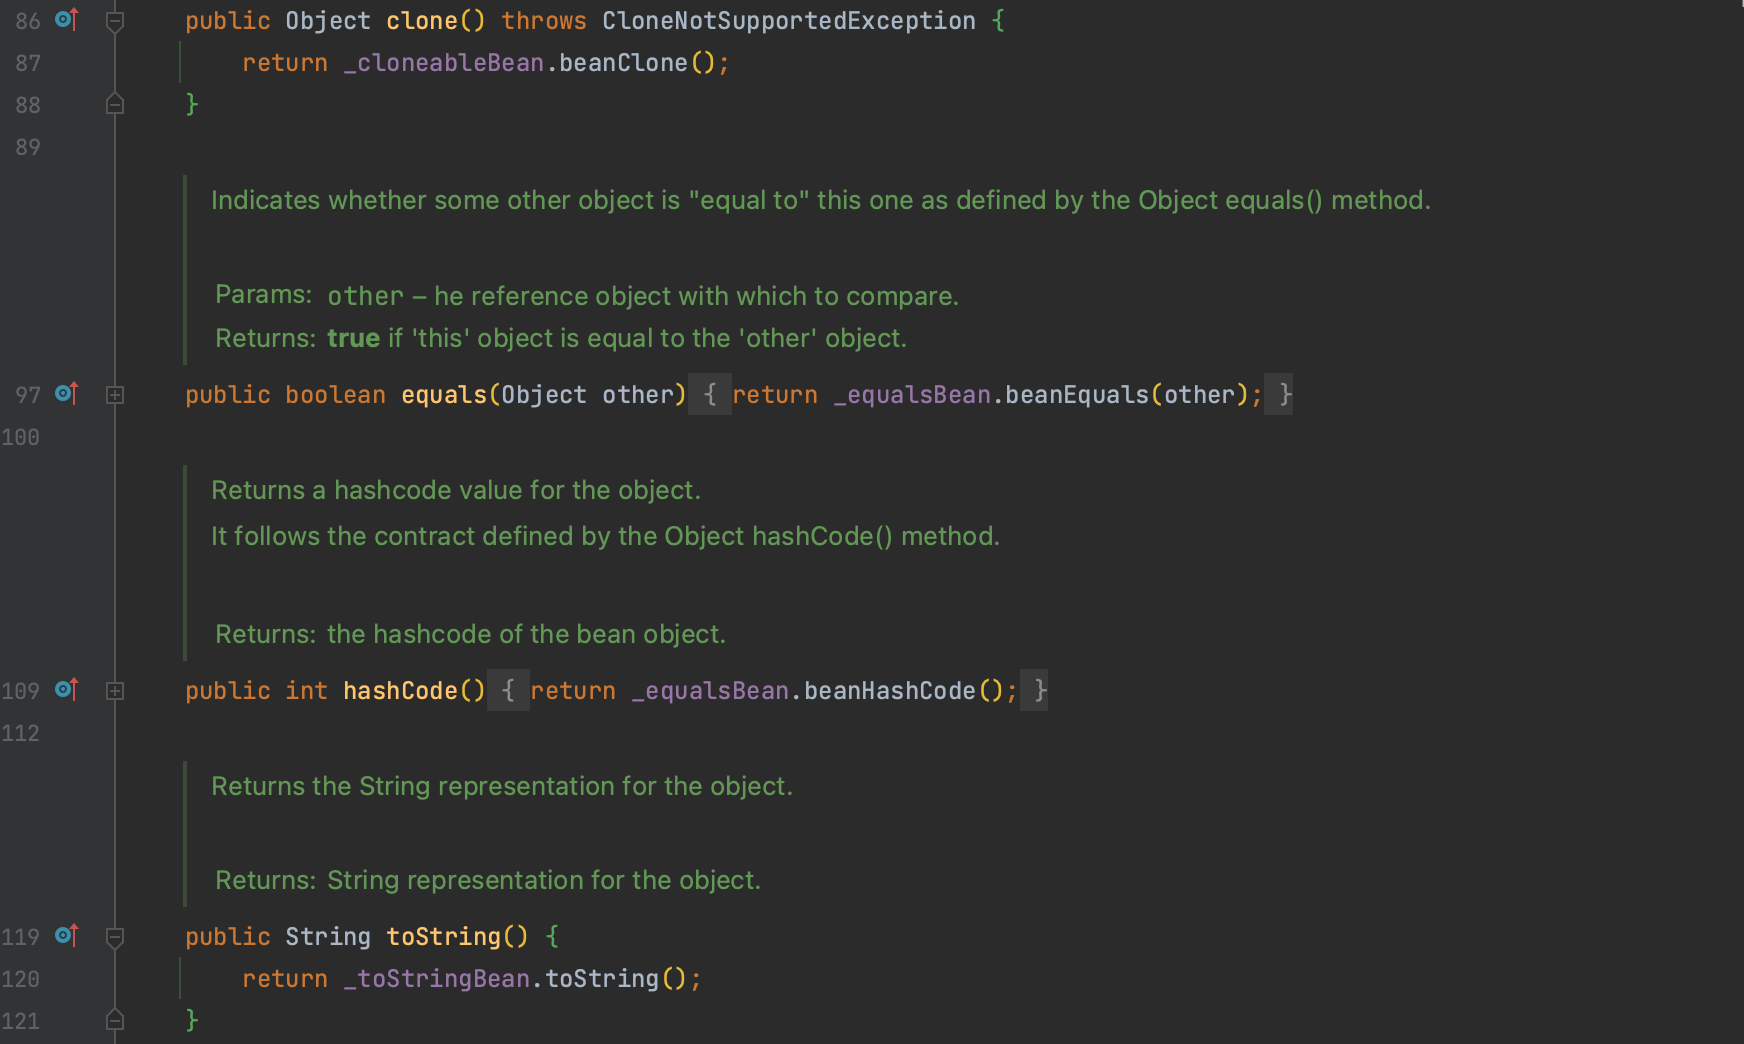 86 public Object clone() throws CloneNotSupportedException {
87 return _cloneableBean.beanClone();
88 }
89
Indicates whether some other object is "equal to" this one as defined by the Object equals() method.
Params: other – he reference object with which to compare.
Returns: true if 'this' object is equal to the 'other' object.
97 public boolean equals(Object other) { return _equalsBean.beanEquals(other); }
100
Returns a hashcode value for the object.
It follows the contract defined by the Object hashCode() method.
Returns: the hashcode of the bean object.
109 public int hashCode() { return _equalsBean.beanHashCode(); }
112
Returns the String representation for the object.
Returns: String representation for the object.
119 public String toString() {
120 return _toStringBean.toString();
121 }